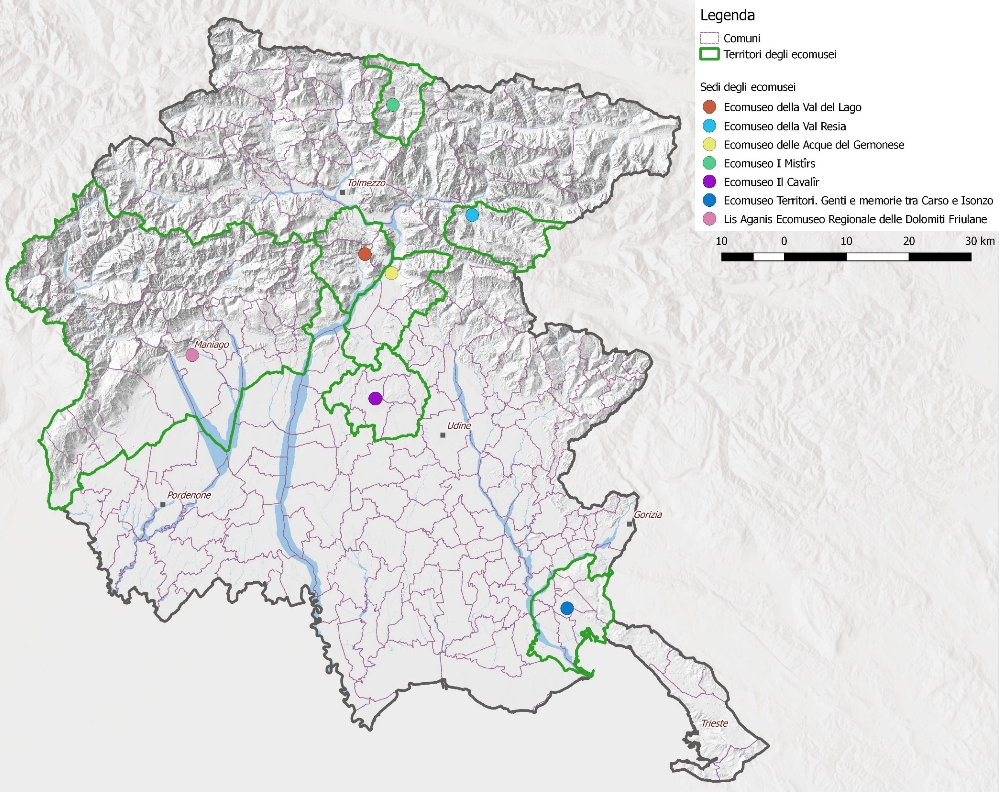 Legenda
Comuni
Territori degli ecomusei
Sedi degli ecomusei
Ecomuseo della Val del Lago
Ecomuseo della Val Resia
Ecomuseo delle Acque del Gemonese
Ecomuseo I Mistîrs
Ecomuseo Il Cavalîr
Ecomuseo Territori. Genti e memorie tra Carso e Isonzo
Lis Aganis Ecomuseo Regionale delle Dolomiti Friulane
10 0 10 20 30 km
Tolmezzo
Maniago
Udine
Pordenone
Gorizia
Trieste